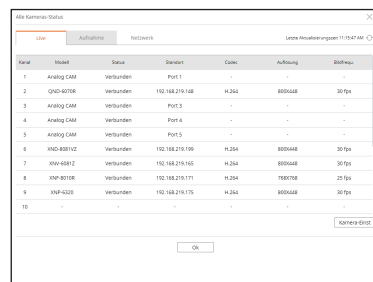 Alle Kameras-Status
Live Aufnahme Netzwerk Letzte Aktualisierungszeit 11:15:47 AM
Kanal Modell Status Standort Codec Auflösung Bildfrequ.
1 Analog CAM Verbunden Port 1 - - -
2 QND-6070R Verbunden 192.168.219.148 H.264 800X448 30 fps
3 Analog CAM Verbunden Port 3 - - -
4 Analog CAM Verbunden Port 4 - - -
5 Analog CAM Verbunden Port 5 - - -
6 XND-8081VZ Verbunden 192.168.219.199 H.264 800X448 30 fps
7 XNV-6081Z Verbunden 192.168.219.165 H.264 800X448 30 fps
8 XNP-8010R Verbunden 192.168.219.171 H.264 768X768 25 fps
9 XNP-6320 Verbunden 192.168.219.175 H.264 800X448 30 fps
10 - - - - - -
Kamera-Einst
Ok